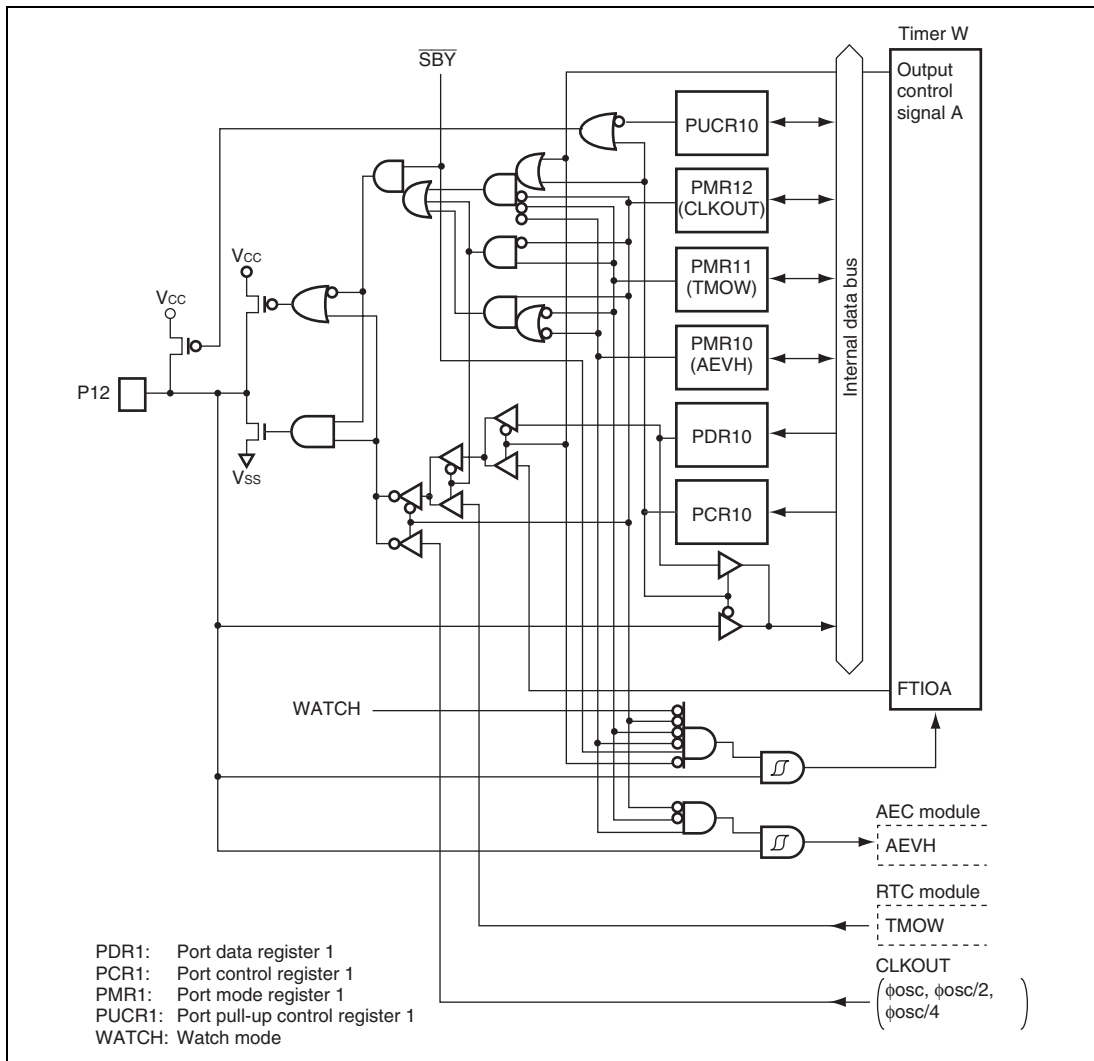 Timer W
SBY
Output
control
signal A
PUCR10
PMR12
(CLKOUT)
PMR11
(TMOW)
PMR10
(AEVH)
PDR10
PCR10
Internal data bus
VCC
VCC
P12
VSS
FTIOA
WATCH
AEC module
AEVH
RTC module
TMOW
CLKOUT
(φosc, φosc/2,
φosc/4)
PDR1: Port data register 1
PCR1: Port control register 1
PMR1: Port mode register 1
PUCR1: Port pull-up control register 1
WATCH: Watch mode